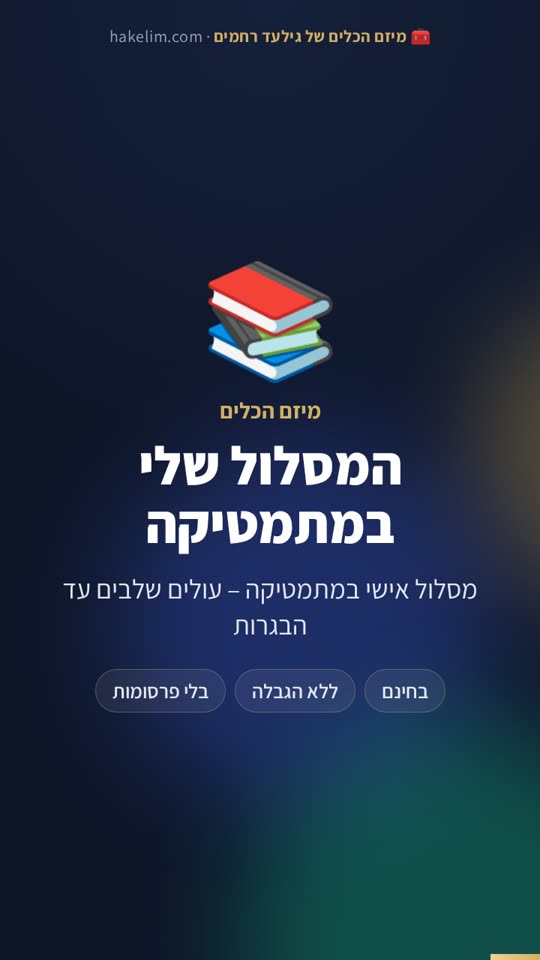 🧰 מיזם הכלים של גילעד רחמים · hakelim.com
מיזם הכלים
המסלול שלי
במתמטיקה
מסלול אישי במתמטיקה – עולים שלבים עד
הבגרות
בחינם
ללא הגבלה
בלי פרסומות